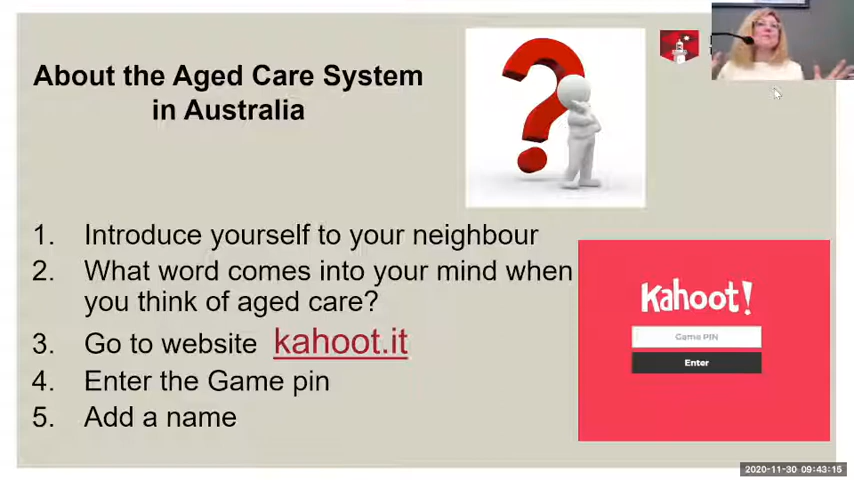 About the Aged Care System
in Australia
1. Introduce yourself to your neighbour
2. What word comes into your mind when
you think of aged care?
3. Go to website kahoot.it
4. Enter the Game pin
5. Add a name
Kahoot!
Game PIN
Enter
2020-11-30 09:43:15